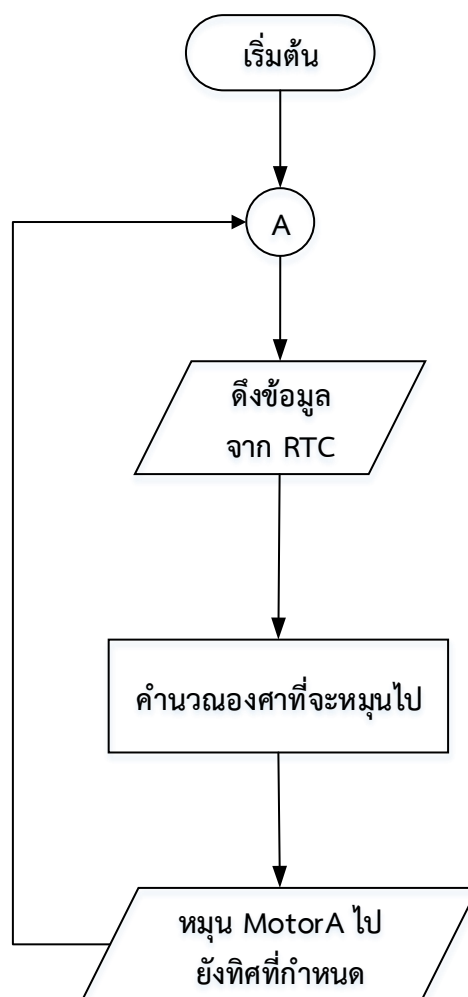 เริ่มต้น
A
ดึงข้อมูล
จาก RTC
คำนวณองศาที่จะหมุนไป
หมุน MotorA ไป
ยังทิศที่กำหนด